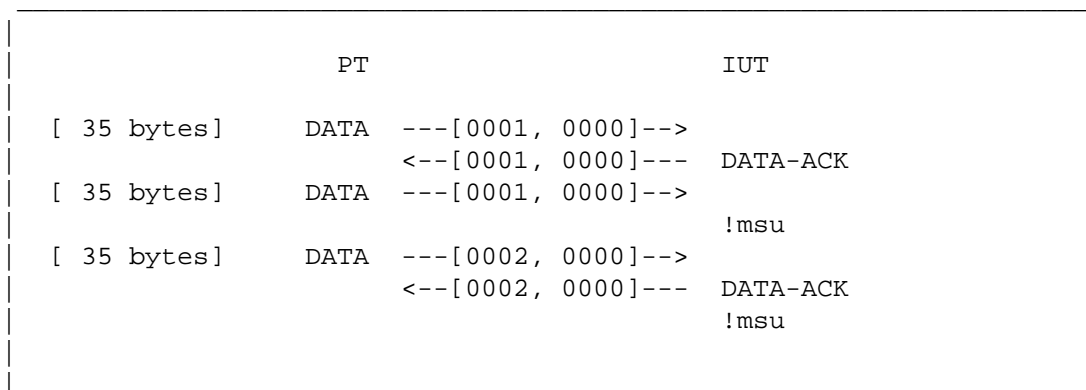 PT IUT
[ 35 bytes] DATA ---[0001, 0000]-->
<--[0001, 0000]--- DATA-ACK
[ 35 bytes] DATA ---[0001, 0000]-->
!msu
[ 35 bytes] DATA ---[0002, 0000]-->
<--[0002, 0000]--- DATA-ACK
!msu